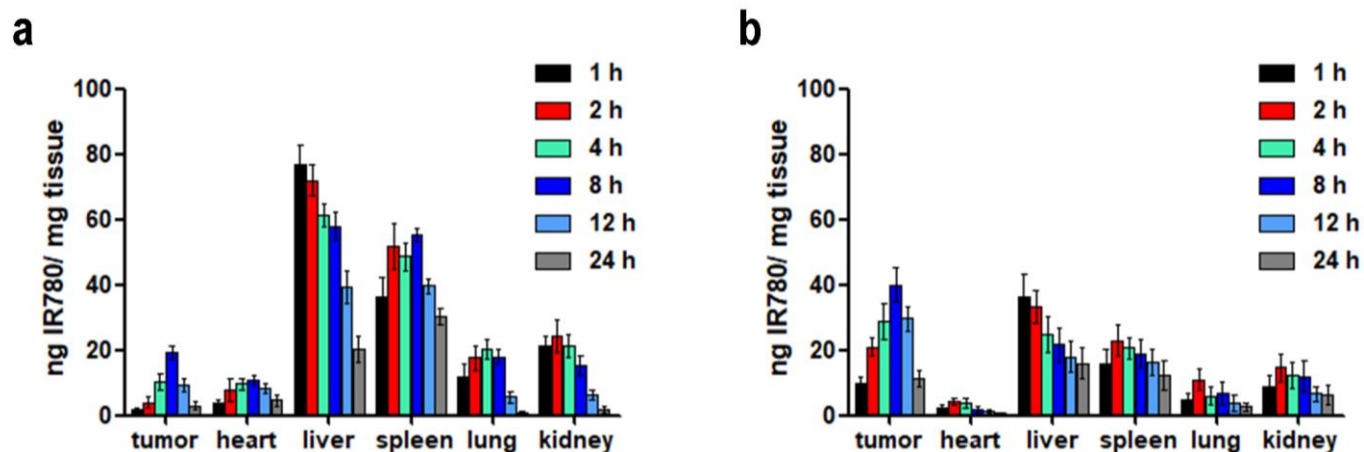 a
100
80
60
40
20
0
ng IR780/ mg tissue
1 h
2 h
4 h
8 h
12 h
24 h
tumor heart liver spleen lung kidney
b
100
80
60
40
20
0
ng IR780/ mg tissue
1 h
2 h
4 h
8 h
12 h
24 h
tumor heart liver spleen lung kidney